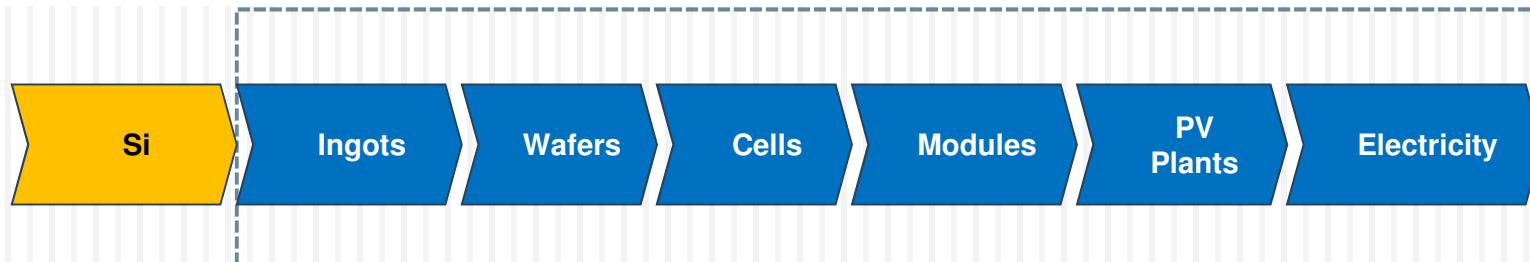 Si
Ingots
Wafers
Cells
Modules
PV
Plants
Electricity